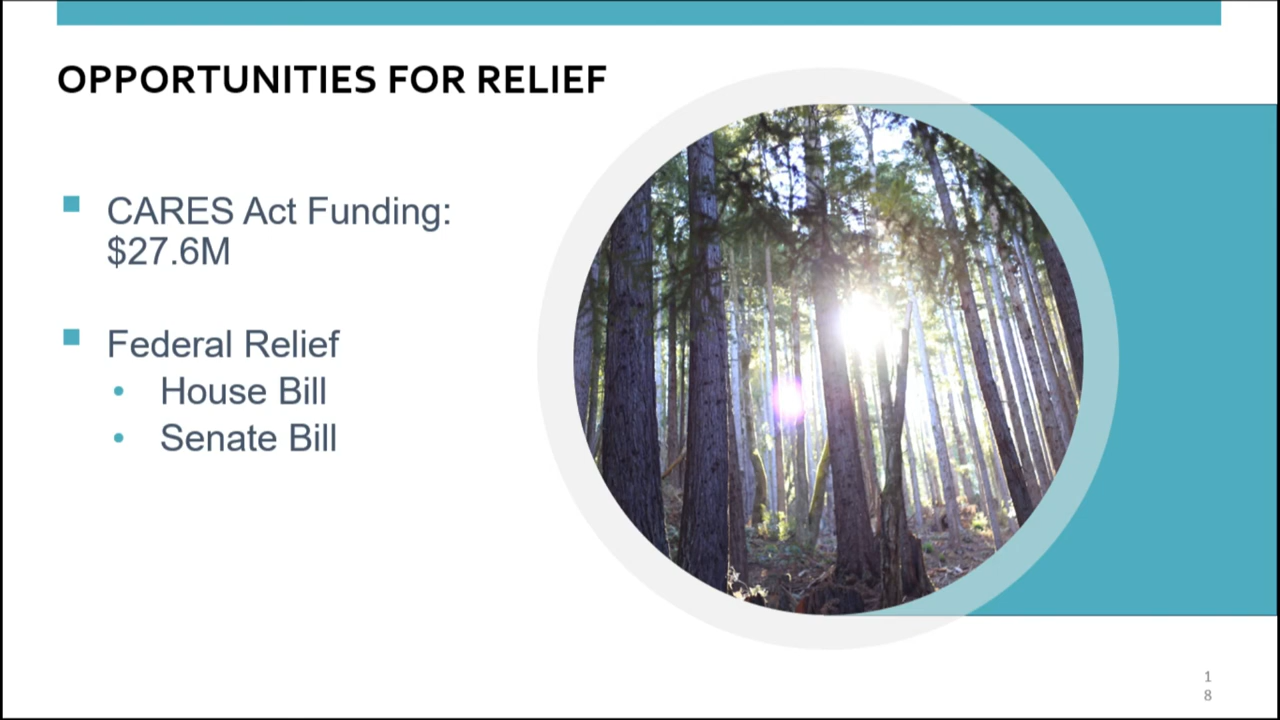 OPPORTUNITIES FOR RELIEF
CARES Act Funding:
$27.6M
Federal Relief
House Bill
Senate Bill
1
8